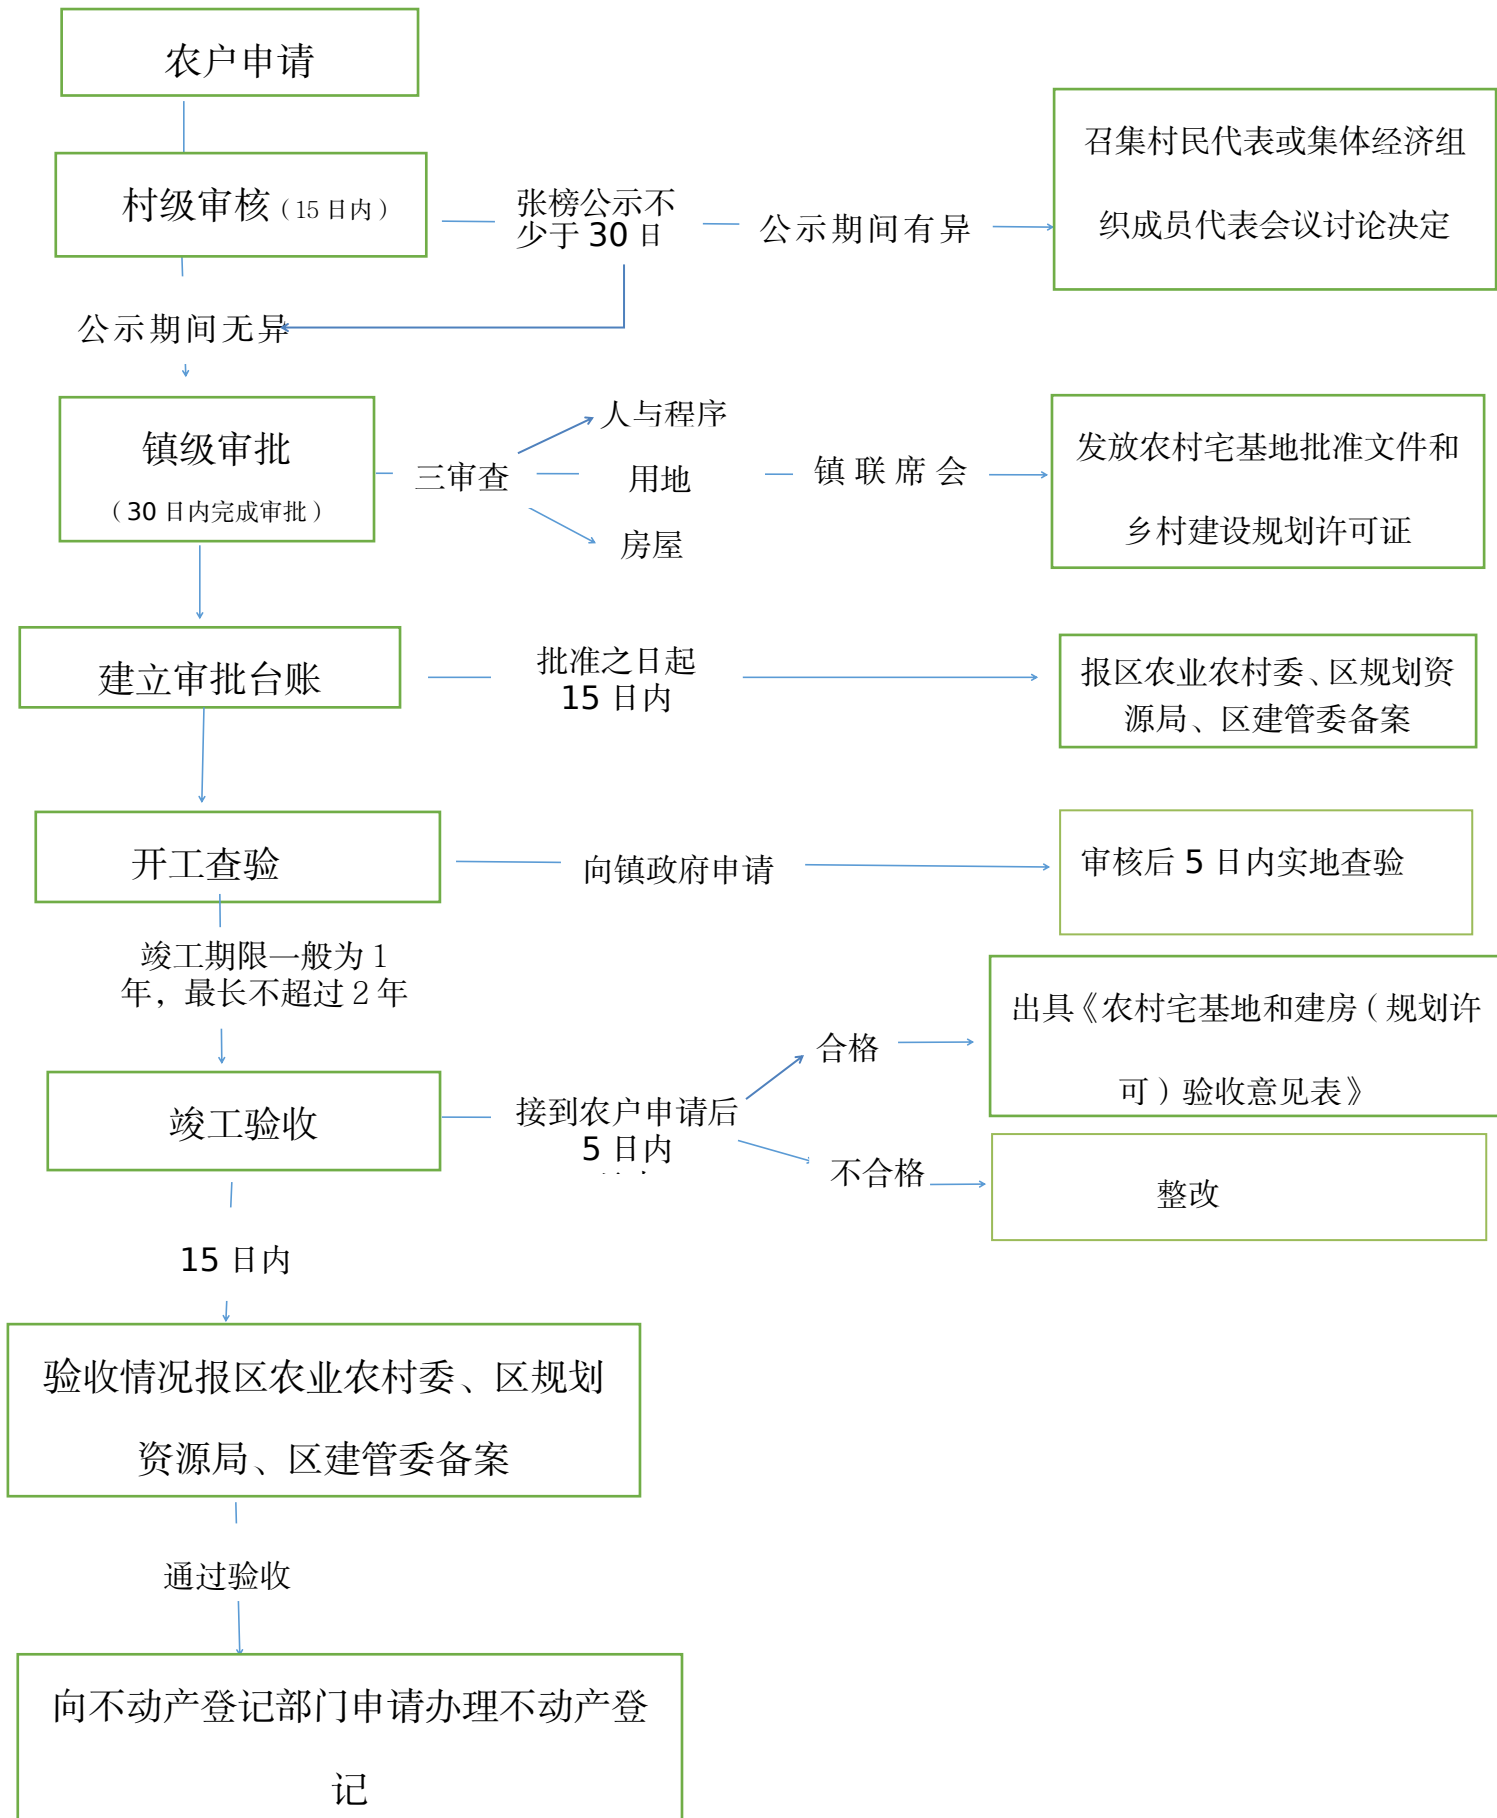 农户申请
村级审核（15 日内）
张榜公示不
少于 30 日
公示期间有异
召集村民代表或集体经济组
织成员代表会议讨论决定
公示期间无异
镇级审批
（30 日内完成审批）
三审查
人与程序
用地
房屋
镇联席会
发放农村宅基地批准文件和
乡村建设规划许可证
建立审批台账
批准之日起
15 日内
报区农业农村委、区规划资
源局、区建管委备案
开工查验
向镇政府申请
审核后 5 日内实地查验
竣工期限一般为 1
年，最长不超过 2 年
竣工验收
接到农户申请后
5 日内
合格
出具《农村宅基地和建房（规划许
可）验收意见表》
不合格
整改
15 日内
验收情况报区农业农村委、区规划
资源局、区建管委备案
通过验收
向不动产登记部门申请办理不动产登
记